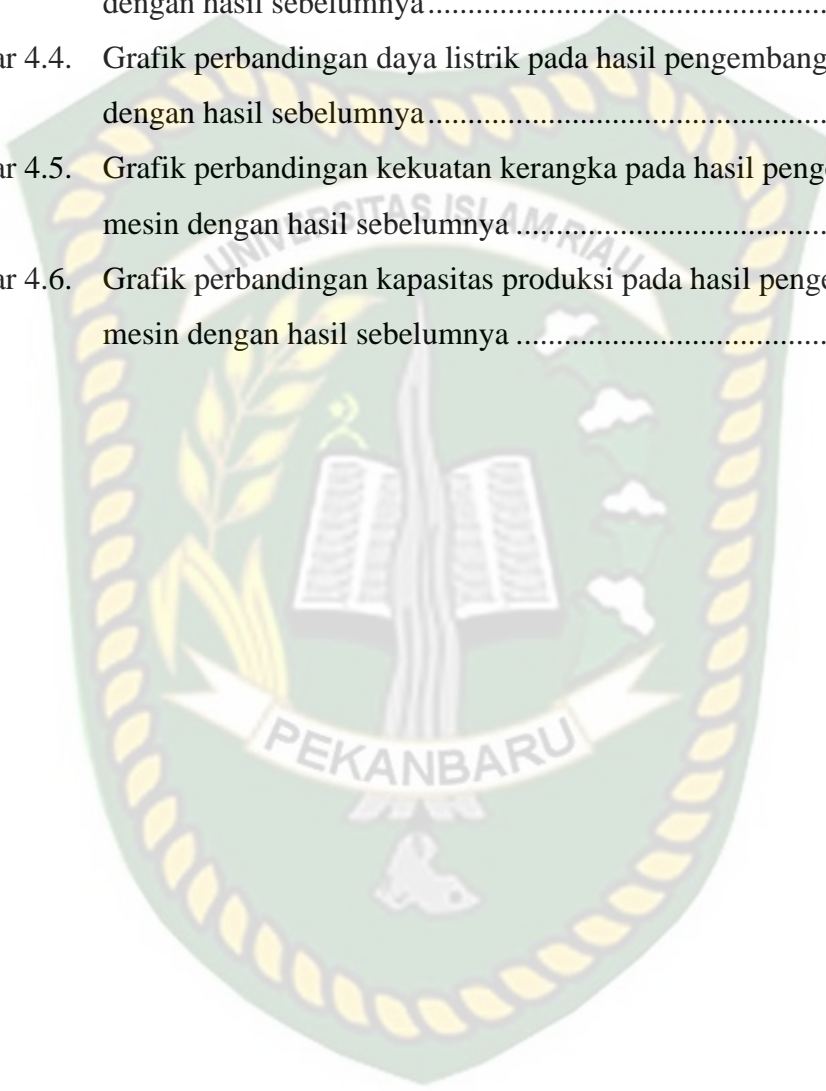 dengan hasil sebelumnya........................................................
ar 4.4. Grafik perbandingan daya listrik pada hasil pengembang
dengan hasil sebelumnya........................................................
ar 4.5. Grafik perbandingan kekuatan kerangka pada hasil peng
mesin dengan hasil sebelumnya ..............................................
ar 4.6. Grafik perbandingan kapasitas produksi pada hasil peng
mesin dengan hasil sebelumnya ..............................................
UNIVERSITAS ISLAM RIAU
PEKANBARU